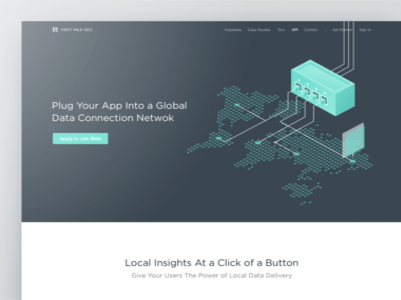 FIRST MILE GEO
Industries Case Studies Tour API Contact Get Started Sign In
Plug Your App Into a Global
Data Connection Netwok
Apply to Join Beta
Local Insights At a Click of a Button
Give Your Users The Power of Local Data Delivery